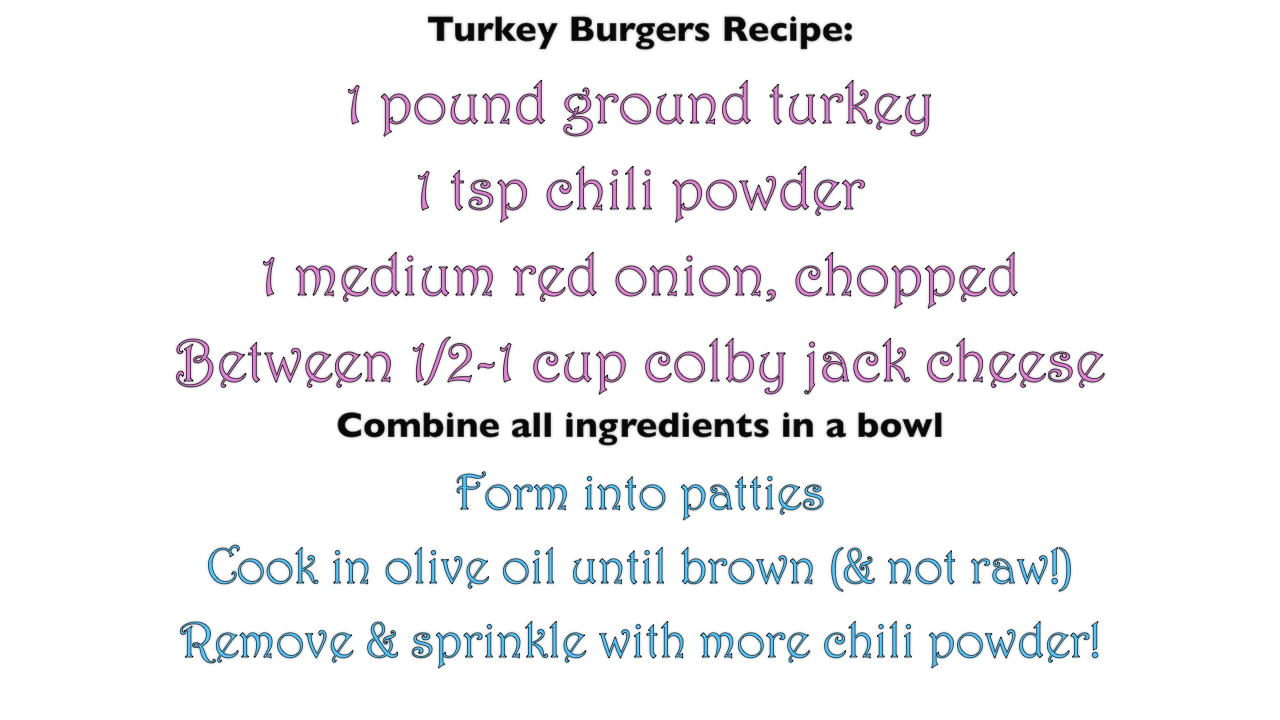 Turkey Burgers Recipe:
1 pound ground turkey
1 tsp chili powder
1 medium red onion, chopped
Between 1/2-1 cup colby jack cheese
Combine all ingredients in a bowl
Form into patties
Cook in olive oil until brown (& not raw!)
Remove & sprinkle with more chili powder!